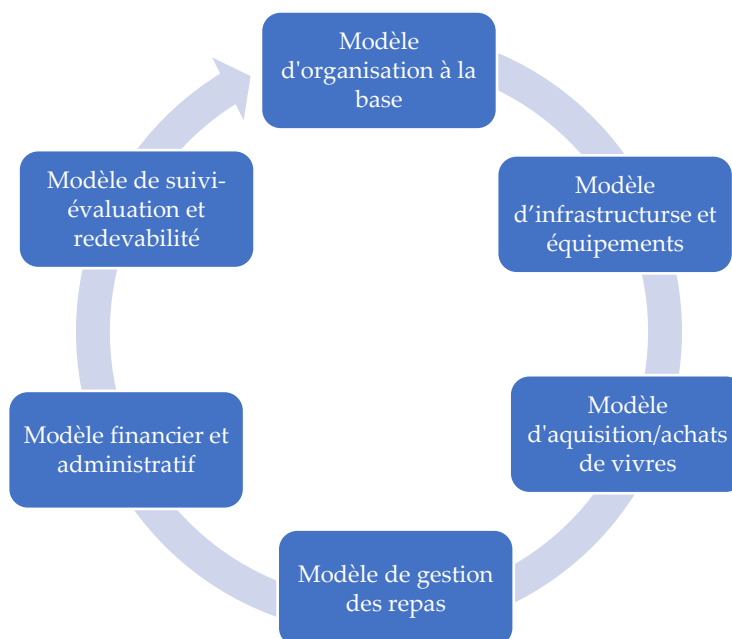 Modèle
d'organisation à la
base
Modèle
d’infrastructurse et
équipements
Modèle
d'aquisition/achats
de vivres
Modèle de gestion
des repas
Modèle financier et
administratif
Modèle de suivi-
évaluation et
redevabilité